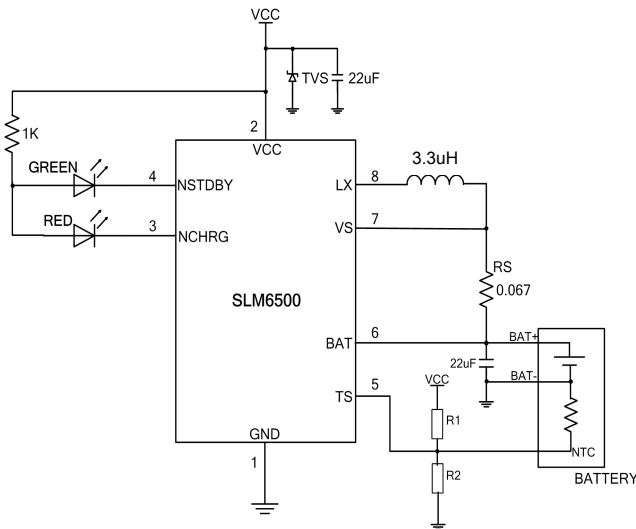 VCC
TVS
22uF
1K
2
VCC
3.3uH
GREEN
4
NSTDBY
LX
8
RED
3
NCHRG
VS
7
RS
0.067
SLM6500
BAT
6
BAT+
22uF
BAT-
VCC
TS
5
R1
GND
1
NTC
R2
BATTERY